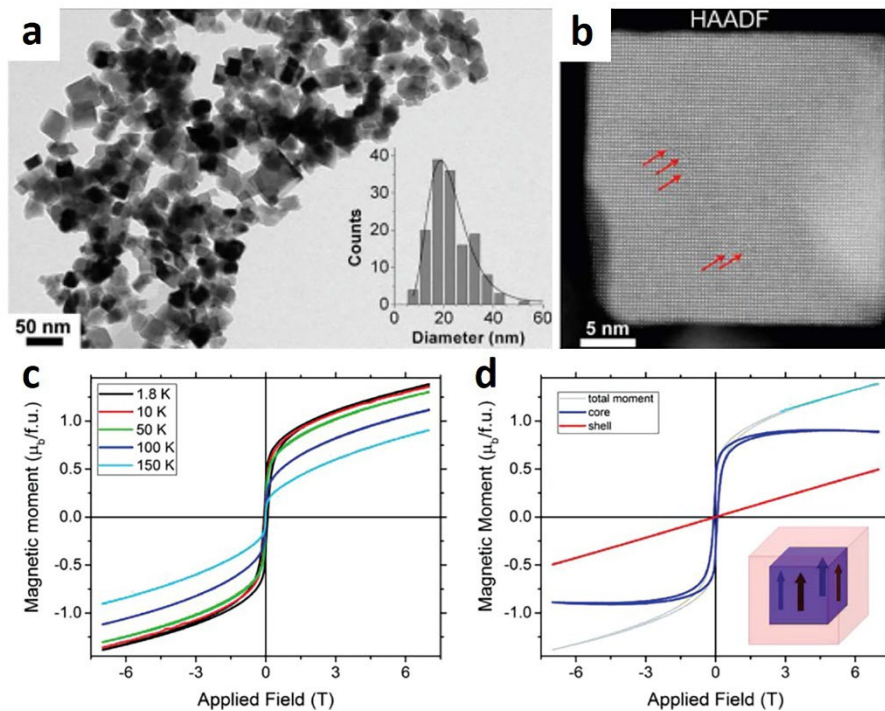 a
50 nm
Counts
40
20
0
0
20
40
60
Diameter (nm)
b
HAADF
5 nm
c
1.8 K
10 K
50 K
100 K
150 K
Magnetic moment (μb/f.u.)
1.0
0.5
0.0
-0.5
-1.0
-6
-3
0
3
6
Applied Field (T)
d
total moment
core
shell
Magnetic Moment (μb/f.u.)
1.0
0.5
0.0
-0.5
-1.0
-6
-3
0
3
6
Applied Field (T)